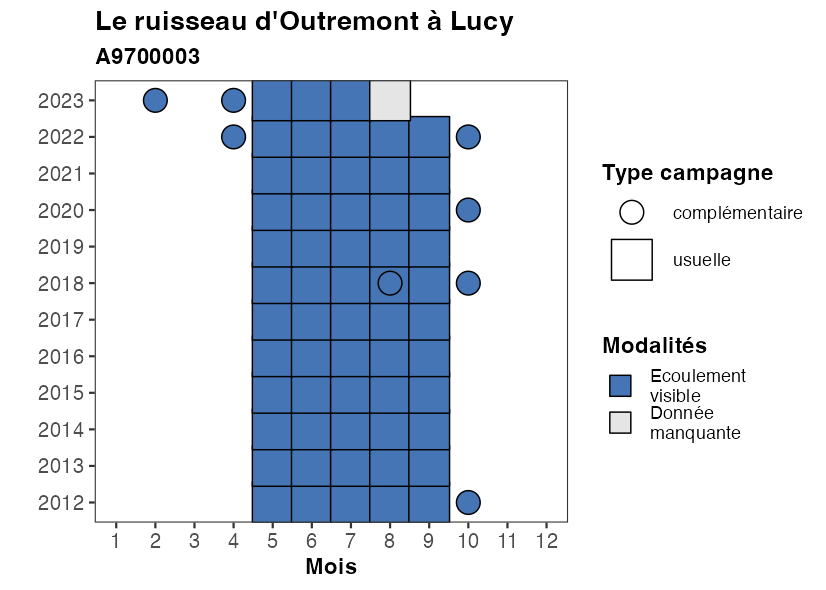 Le ruisseau d'Outremont à Lucy
A9700003
2023
2022
2021
2020
2019
2018
2017
2016
2015
2014
2013
2012
1 2 3 4 5 6 7 8 9 10 11 12
Mois
Type campagne
complémentaire
usuelle
Modalités
Ecoulement
visible
Donnée
manquante